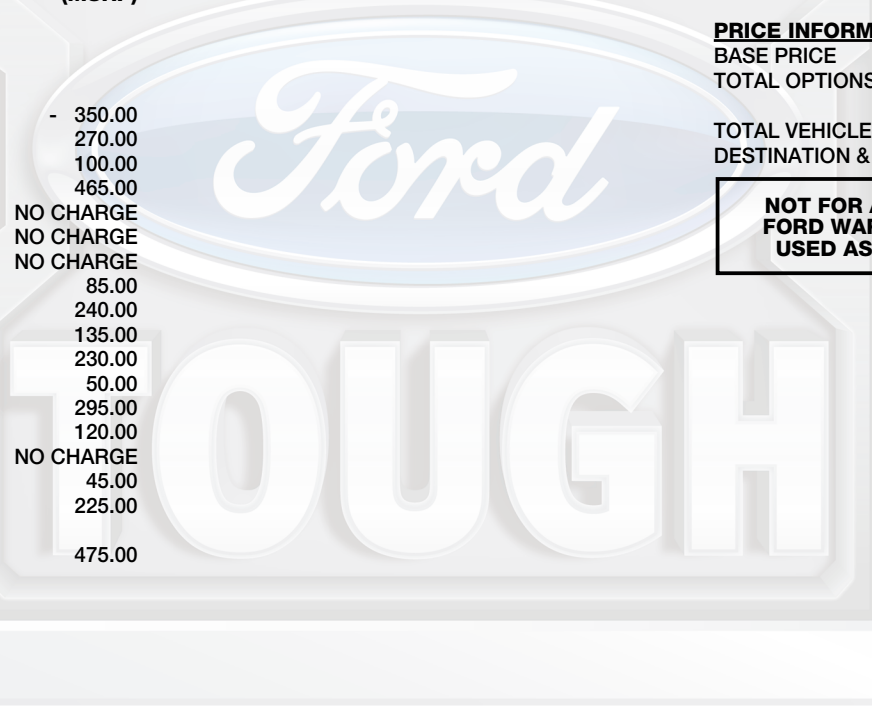 (MSRP)
- 350.00
270.00
100.00
465.00
NO CHARGE
NO CHARGE
NO CHARGE
85.00
240.00
135.00
230.00
50.00
295.00
120.00
NO CHARGE
45.00
225.00
475.00
Ford
TOUGH
PRICE INFORM
BASE PRICE
TOTAL OPTIONS
TOTAL VEHICLE
DESTINATION &
NOT FOR
FORD WAR
USED AS